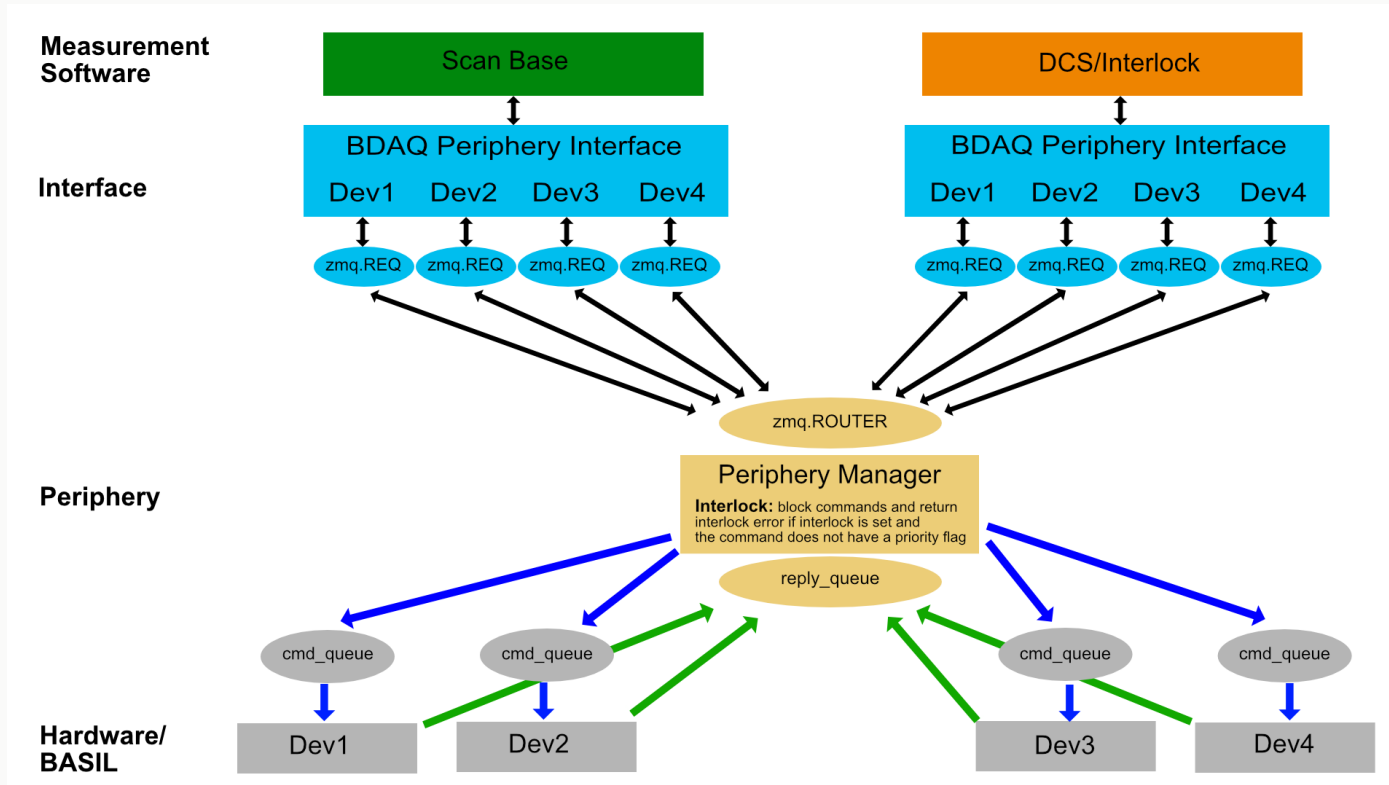 Measurement
Software
Scan Base
DCS/Interlock
Interface
BDAQ Periphery Interface
Dev1 Dev2 Dev3 Dev4
zmq.REQ zmq.REQ zmq.REQ zmq.REQ
BDAQ Periphery Interface
Dev1 Dev2 Dev3 Dev4
zmq.REQ zmq.REQ zmq.REQ zmq.REQ
zmq.ROUTER
Periphery
Periphery Manager
Interlock: block commands and return
interlock error if interlock is set and
the command does not have a priority flag
reply_queue
cmd_queue cmd_queue cmd_queue cmd_queue
Hardware/
BASIL
Dev1 Dev2 Dev3 Dev4